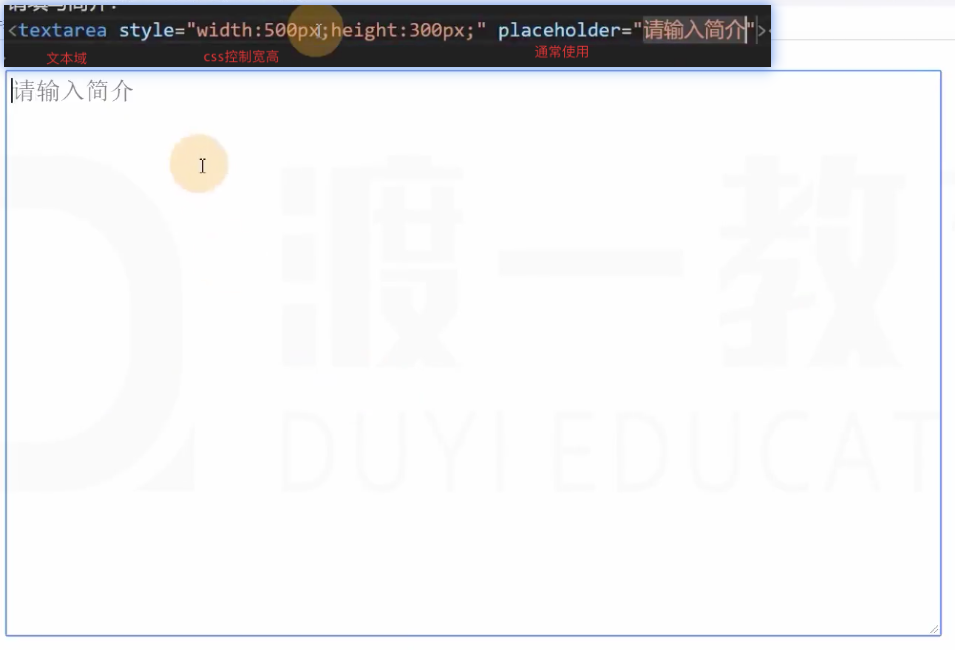 请填写简介：
<textarea style="width:500px;height:300px;" placeholder="请输入简介">
文本域 css控制宽高 通常使用
请输入简介
渡一教
DUYI EDUCAT